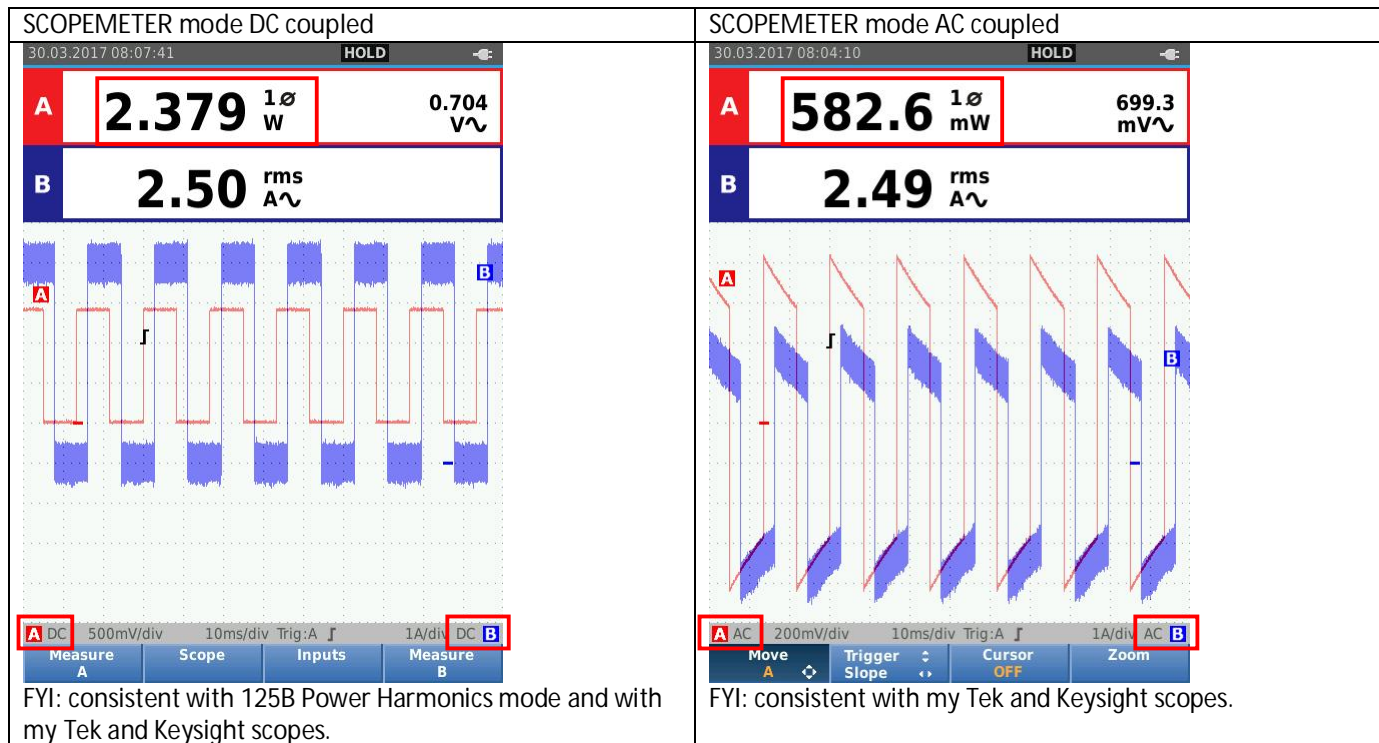 SCOPEMETER mode DC coupled
30.03.2017 08:07:41 HOLD
A 2.379 1ø W 0.704 V∿
B 2.50 rms A∿
B
A
A DC 500mV/div 10ms/div Trig:A ʃ 1A/div DC B
Measure A Scope Inputs Measure B
FYI: consistent with 125B Power Harmonics mode and with
my Tek and Keysight scopes.
SCOPEMETER mode AC coupled
30.03.2017 08:04:10 HOLD
A 582.6 1ø mW 699.3 mV∿
B 2.49 rms A∿
A
B
A AC 200mV/div 10ms/div Trig:A ʃ 1A/div AC B
Move A Trigger Slope Cursor OFF Zoom
FYI: consistent with my Tek and Keysight scopes.